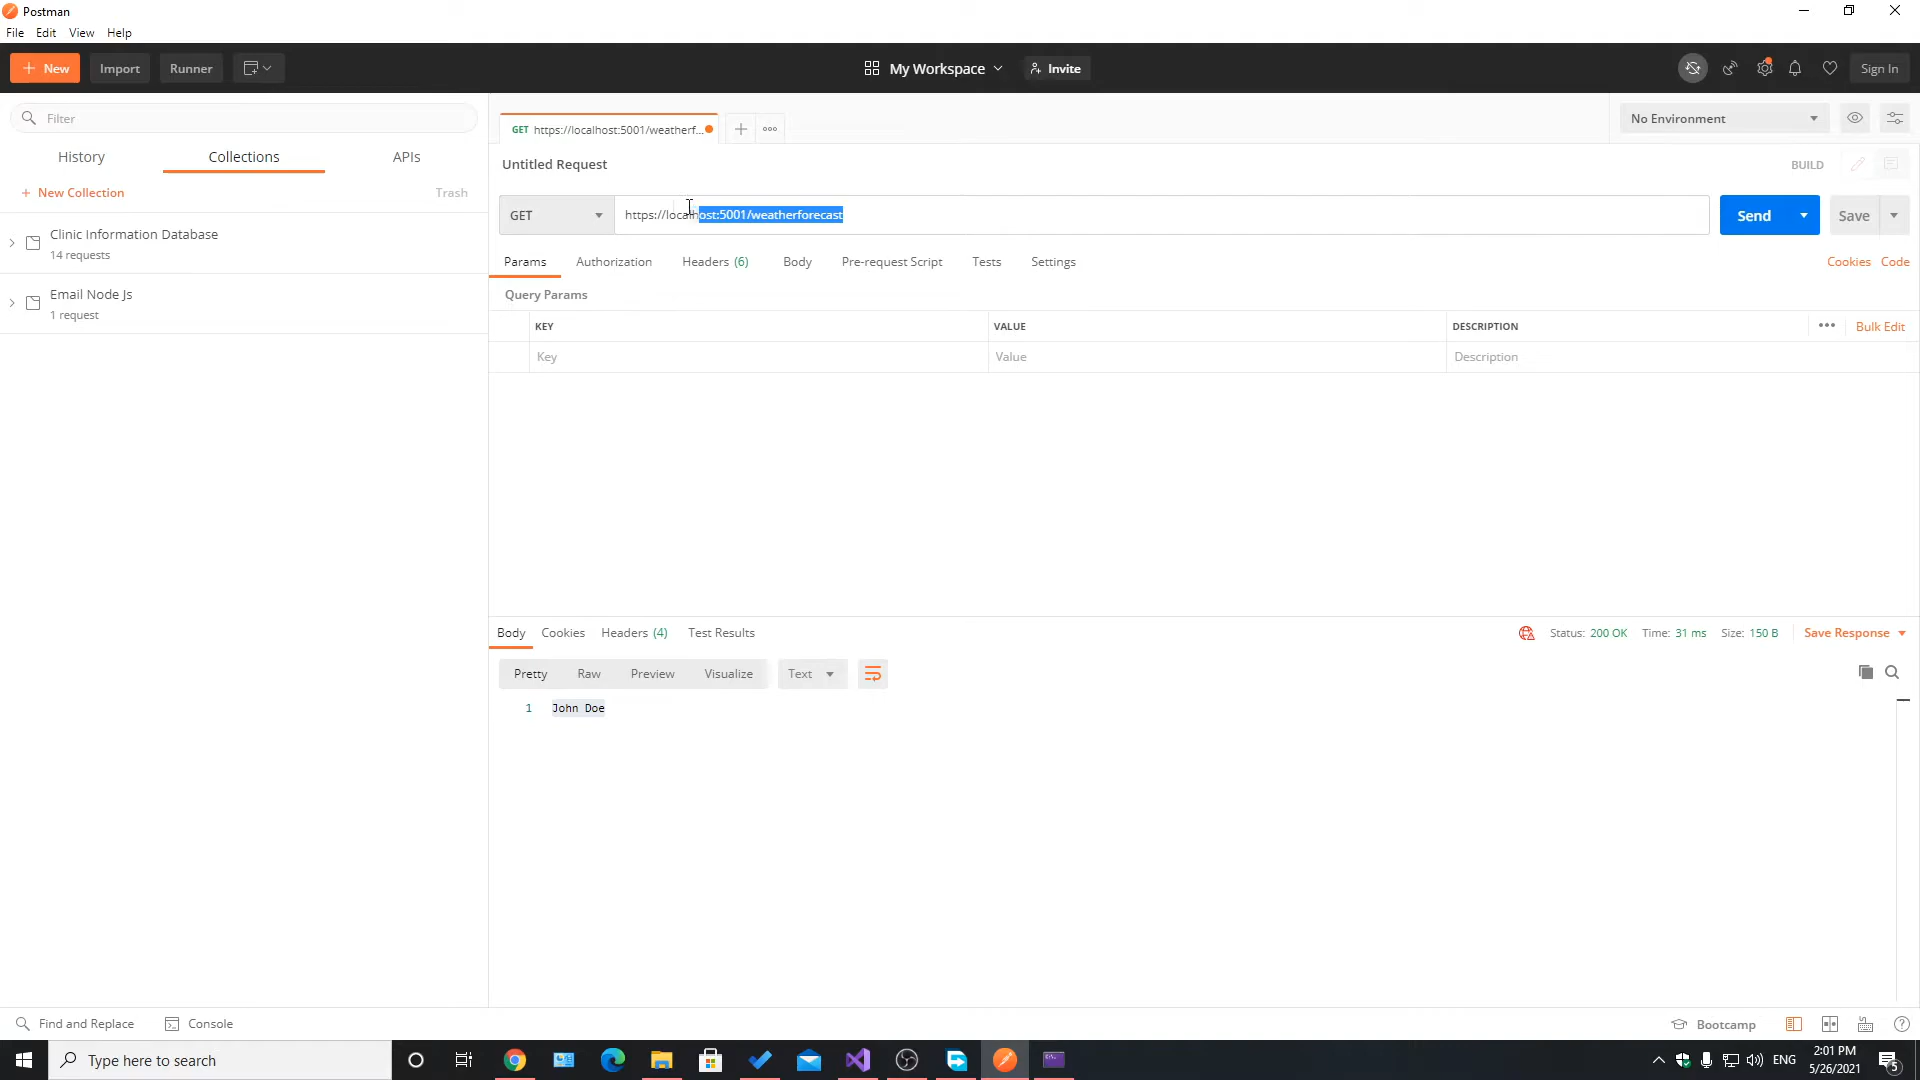 Postman
File Edit View Help
+ New Import Runner My Workspace Invite Sign In
Filter
History Collections APIs
+ New Collection Trash
Clinic Information Database
14 requests
Email Node Js
1 request
GET https://localhost:5001/weatherf... + ooo No Environment
Untitled Request BUILD
GET https://localhost:5001/weatherforecast Send Save
Params Authorization Headers (6) Body Pre-request Script Tests Settings Cookies Code
Query Params
KEY VALUE DESCRIPTION ••• Bulk Edit
Key Value Description
Body Cookies Headers (4) Test Results Status: 200 OK Time: 31 ms Size: 150 B Save Response
Pretty Raw Preview Visualize Text
1 John Doe
Find and Replace Console Bootcamp
Type here to search ENG 2:01 PM
5/26/2021 5